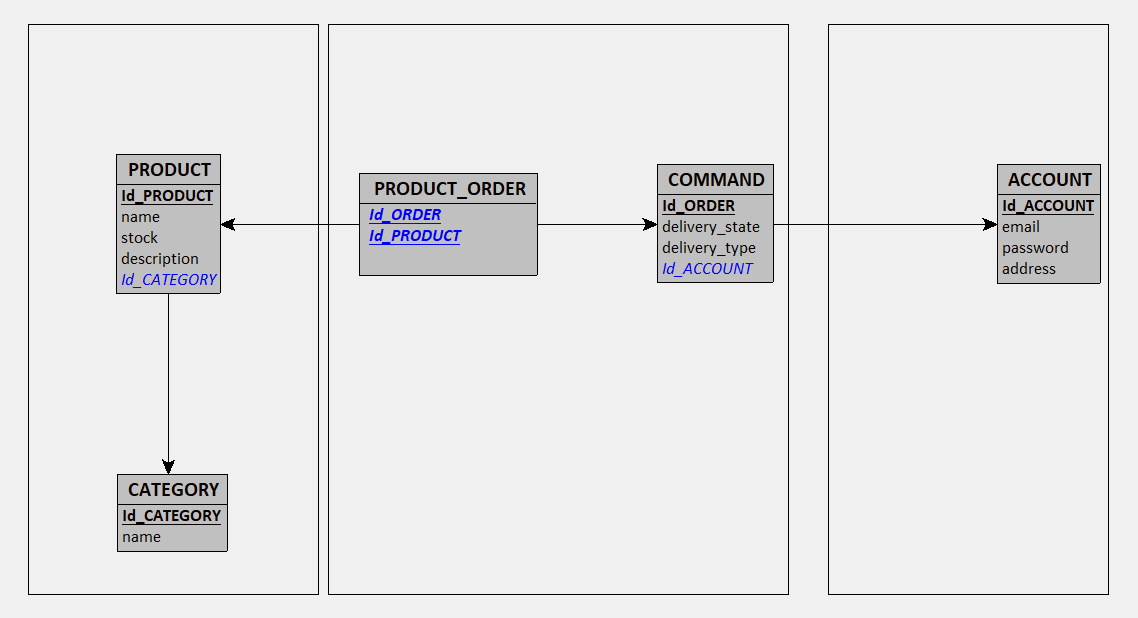 PRODUCT
Id_PRODUCT
name
stock
description
Id_CATEGORY
CATEGORY
Id_CATEGORY
name
PRODUCT_ORDER
Id_ORDER
Id_PRODUCT
COMMAND
Id_ORDER
delivery_state
delivery_type
Id_ACCOUNT
ACCOUNT
Id_ACCOUNT
email
password
address